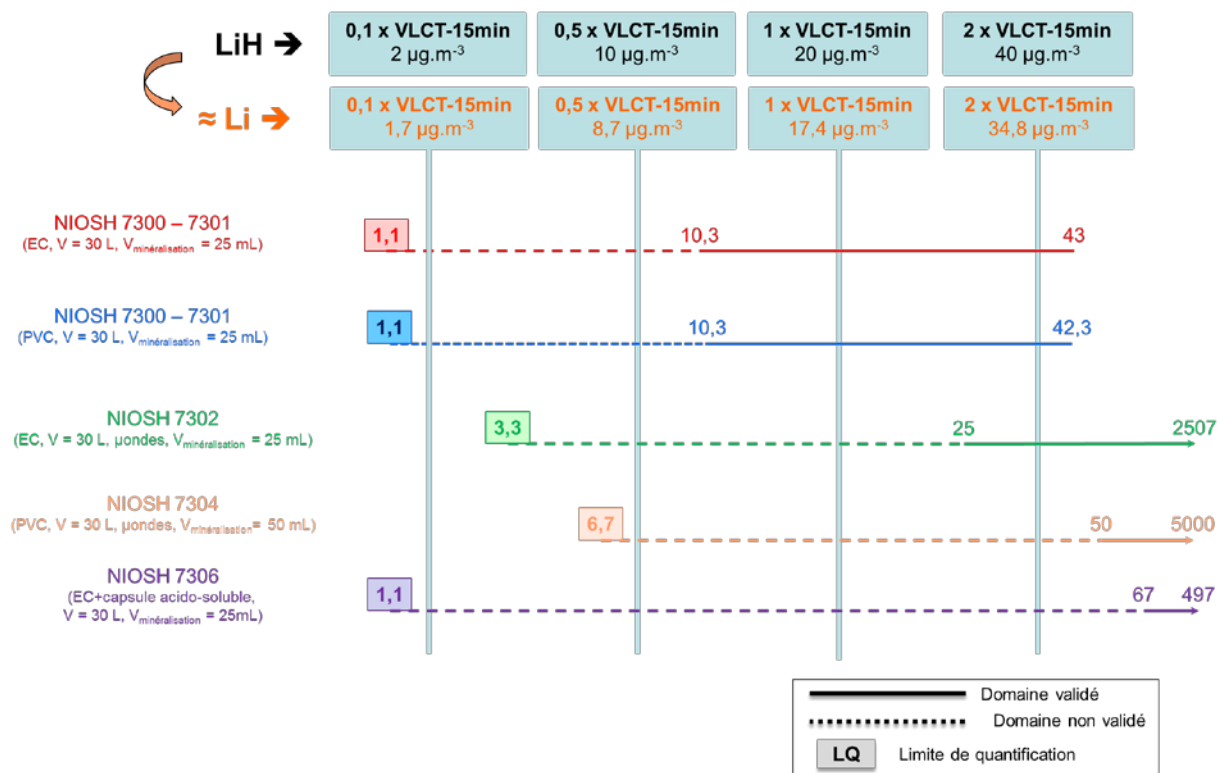 LiH → 0,1 x VLCT-15min 0,5 x VLCT-15min 1 x VLCT-15min 2 x VLCT-15min
2 µg.m-3 10 µg.m-3 20 µg.m-3 40 µg.m-3
≈ Li → 0,1 x VLCT-15min 0,5 x VLCT-15min 1 x VLCT-15min 2 x VLCT-15min
1,7 µg.m-3 8,7 µg.m-3 17,4 µg.m-3 34,8 µg.m-3
NIOSH 7300 – 7301
(EC, V = 30 L, Vminéralisation = 25 mL)
1,1 10,3 43
NIOSH 7300 – 7301
(PVC, V = 30 L, Vminéralisation = 25 mL)
1,1 10,3 42,3
NIOSH 7302
(EC, V = 30 L, µondes, Vminéralisation = 25 mL)
3,3 25 2507
NIOSH 7304
(PVC, V = 30 L, µondes, Vminéralisation= 50 mL)
6,7 50 5000
NIOSH 7306
(EC+capsule acido-soluble,
V = 30 L, Vminéralisation = 25mL)
1,1 67 497
Domaine validé
Domaine non validé
LQ Limite de quantification